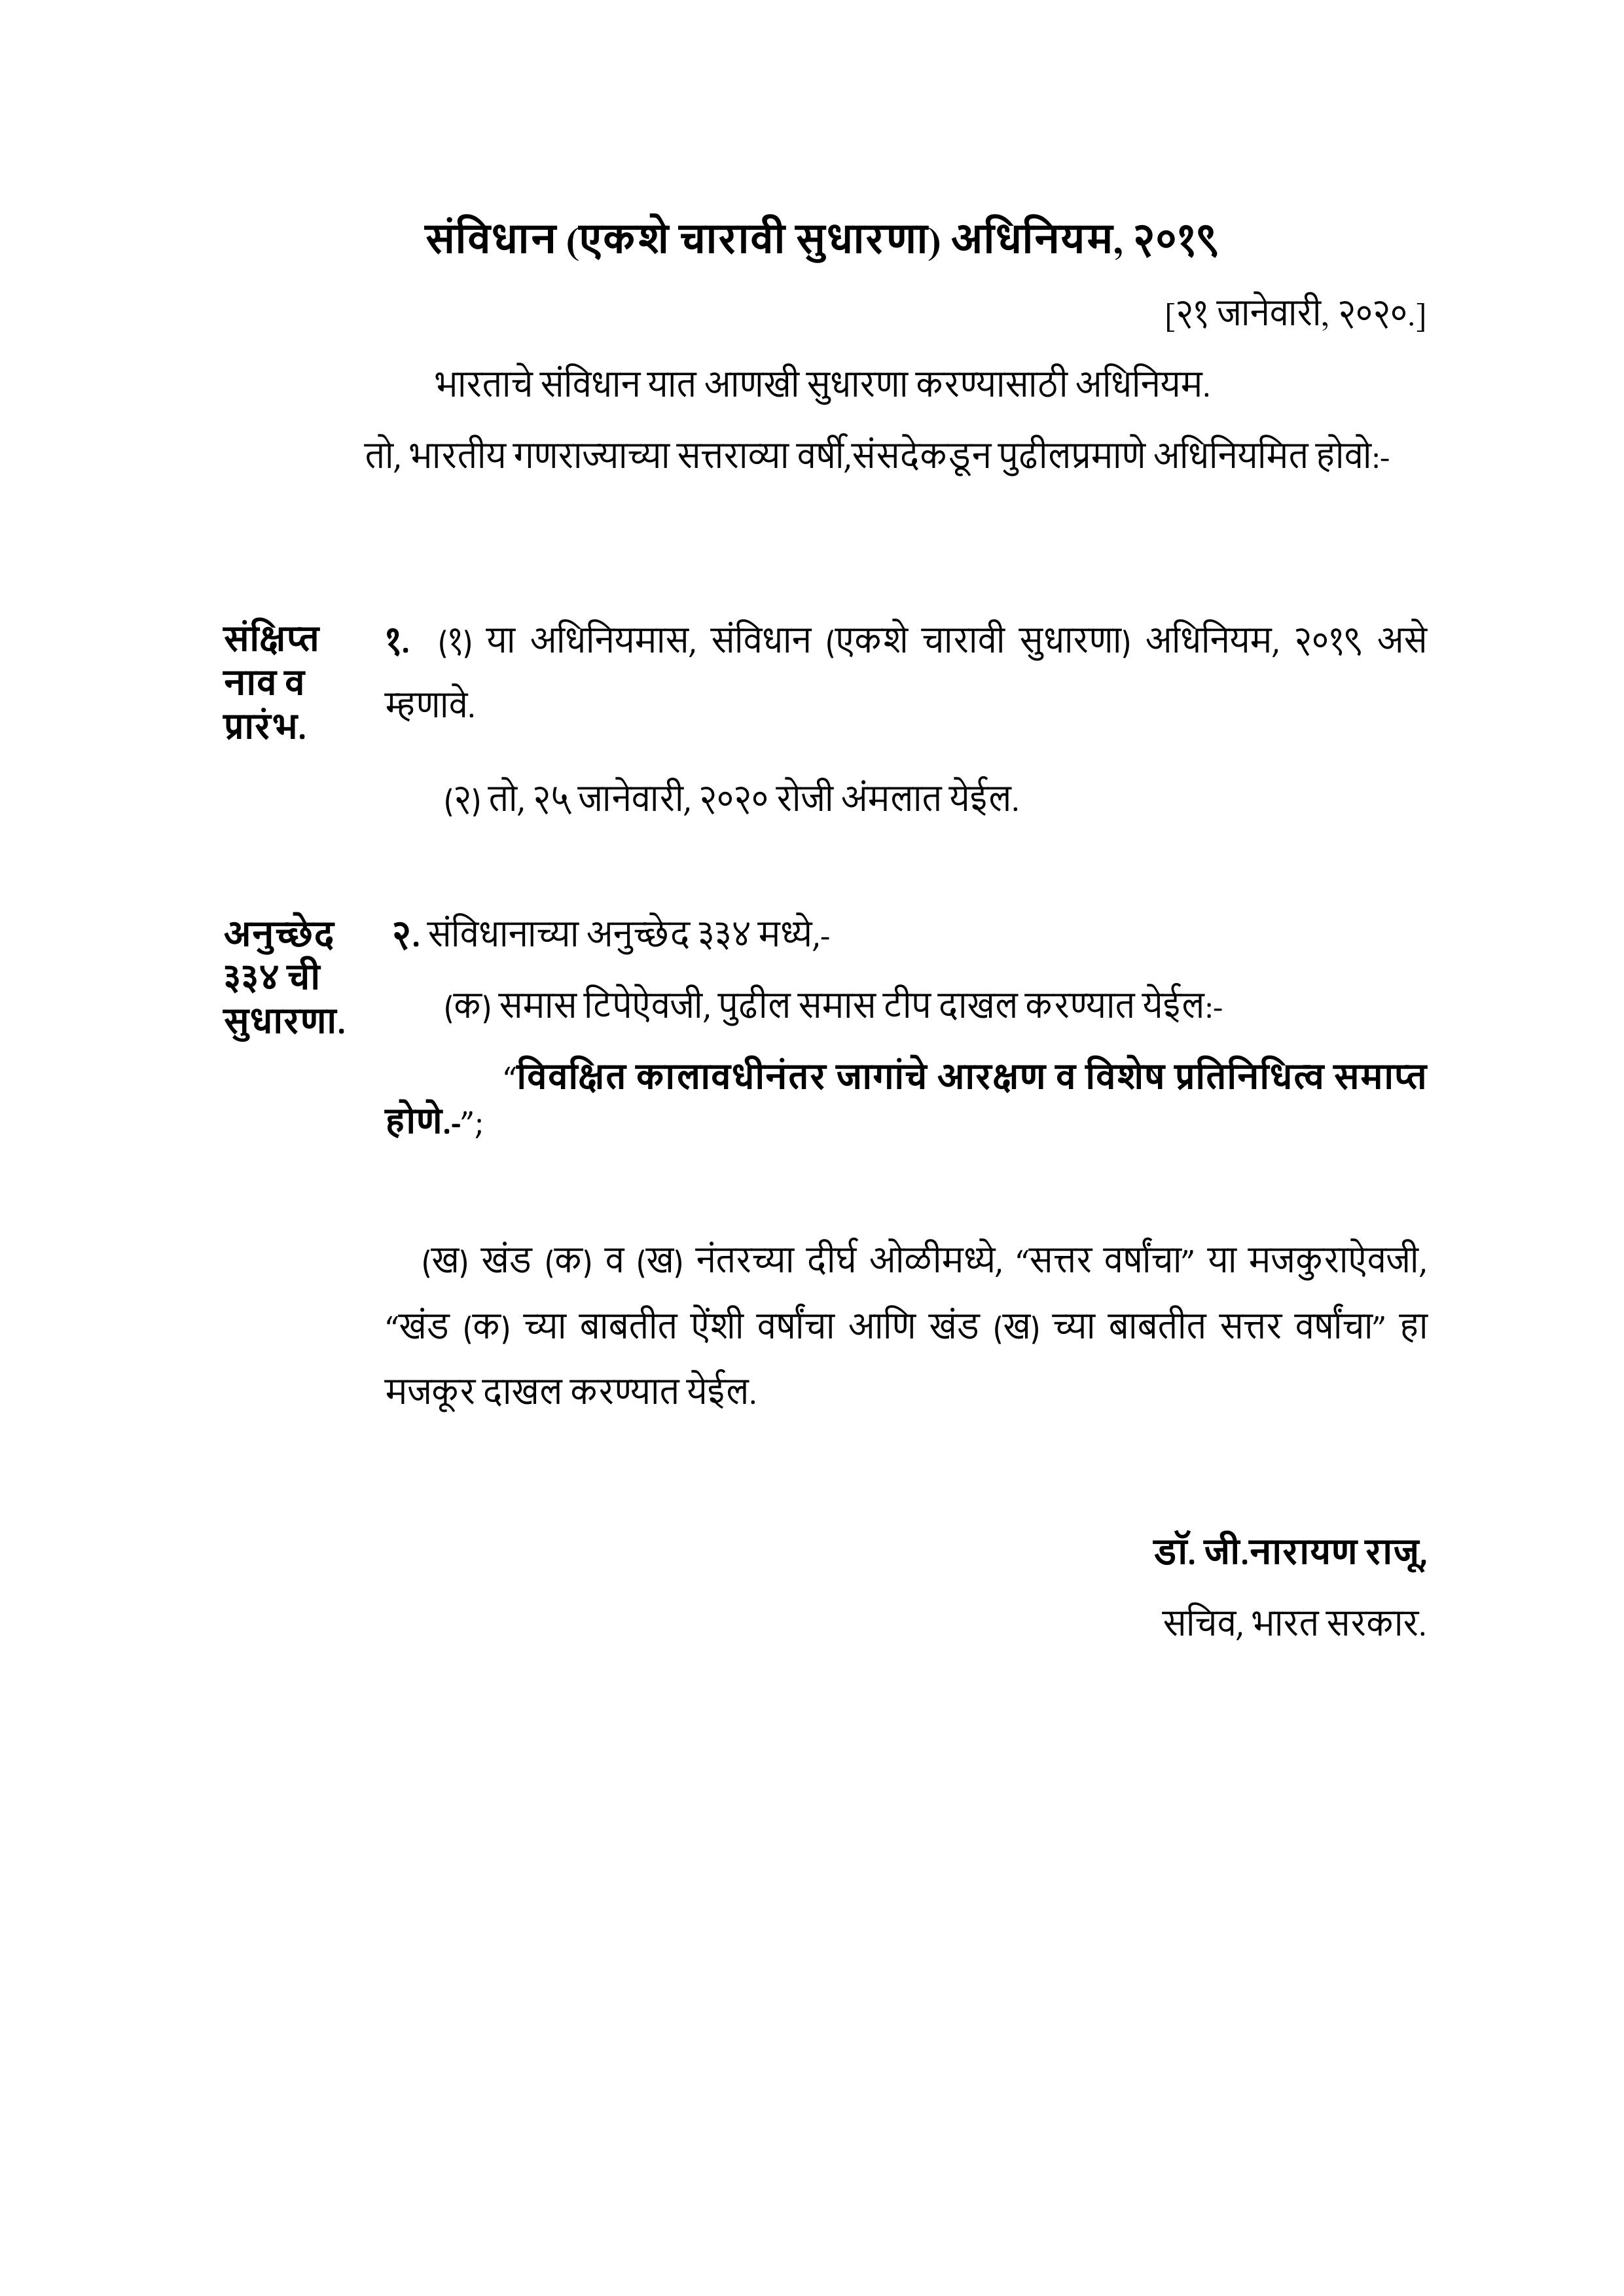 संविधान (एकशे चारावी सुधारणा) अधिनियम, २०१९
[२१ जानेवारी, २०२०.]
भारताचे संविधान यात आणखी सुधारणा करण्यासाठी अधिनियम.
तो, भारतीय गणराज्याच्या सत्तराव्या वर्षी,संसदेकडून पुढीलप्रमाणे अधिनियमित होवो:-
संक्षिप्त
नाव व
प्रारंभ.
१. (१) या अधिनियमास, संविधान (एकशे चारावी सुधारणा) अधिनियम, २०१९ असे
म्हणावे.
(२) तो, २५ जानेवारी, २०२० रोजी अंमलात येईल.
अनुच्छेद
३३४ ची
सुधारणा.
२. संविधानाच्या अनुच्छेद ३३४ मध्ये,-
(क) समास टिपेऐवजी, पुढील समास टीप दाखल करण्यात येईल:-
“विवक्षित कालावधीनंतर जागांचे आरक्षण व विशेष प्रतिनिधित्व समाप्त
होणे.-”;
(ख) खंड (क) व (ख) नंतरच्या दीर्घ ओळीमध्ये, “सत्तर वर्षांचा” या मजकुराऐवजी,
“खंड (क) च्या बाबतीत ऐंशी वर्षांचा आणि खंड (ख) च्या बाबतीत सत्तर वर्षांचा” हा
मजकूर दाखल करण्यात येईल.
डॉ. जी.नारायण राजू,
सचिव, भारत सरकार.